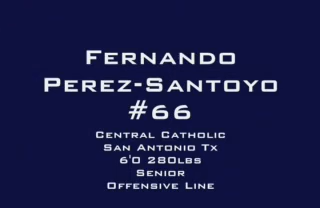 Fernando
Perez-Santoyo
#66
Central Catholic
San Antonio Tx
6'0 280lbs
Senior
Offensive Line